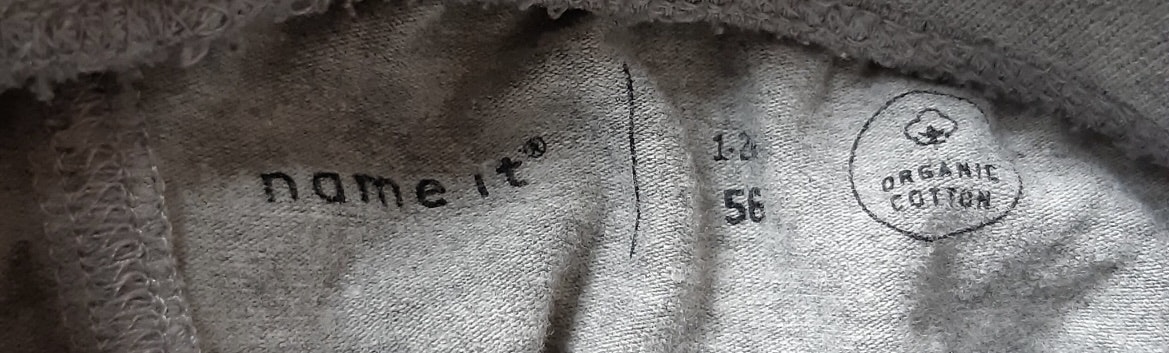 name it®
1-2
56
ORGANIC
COTTON